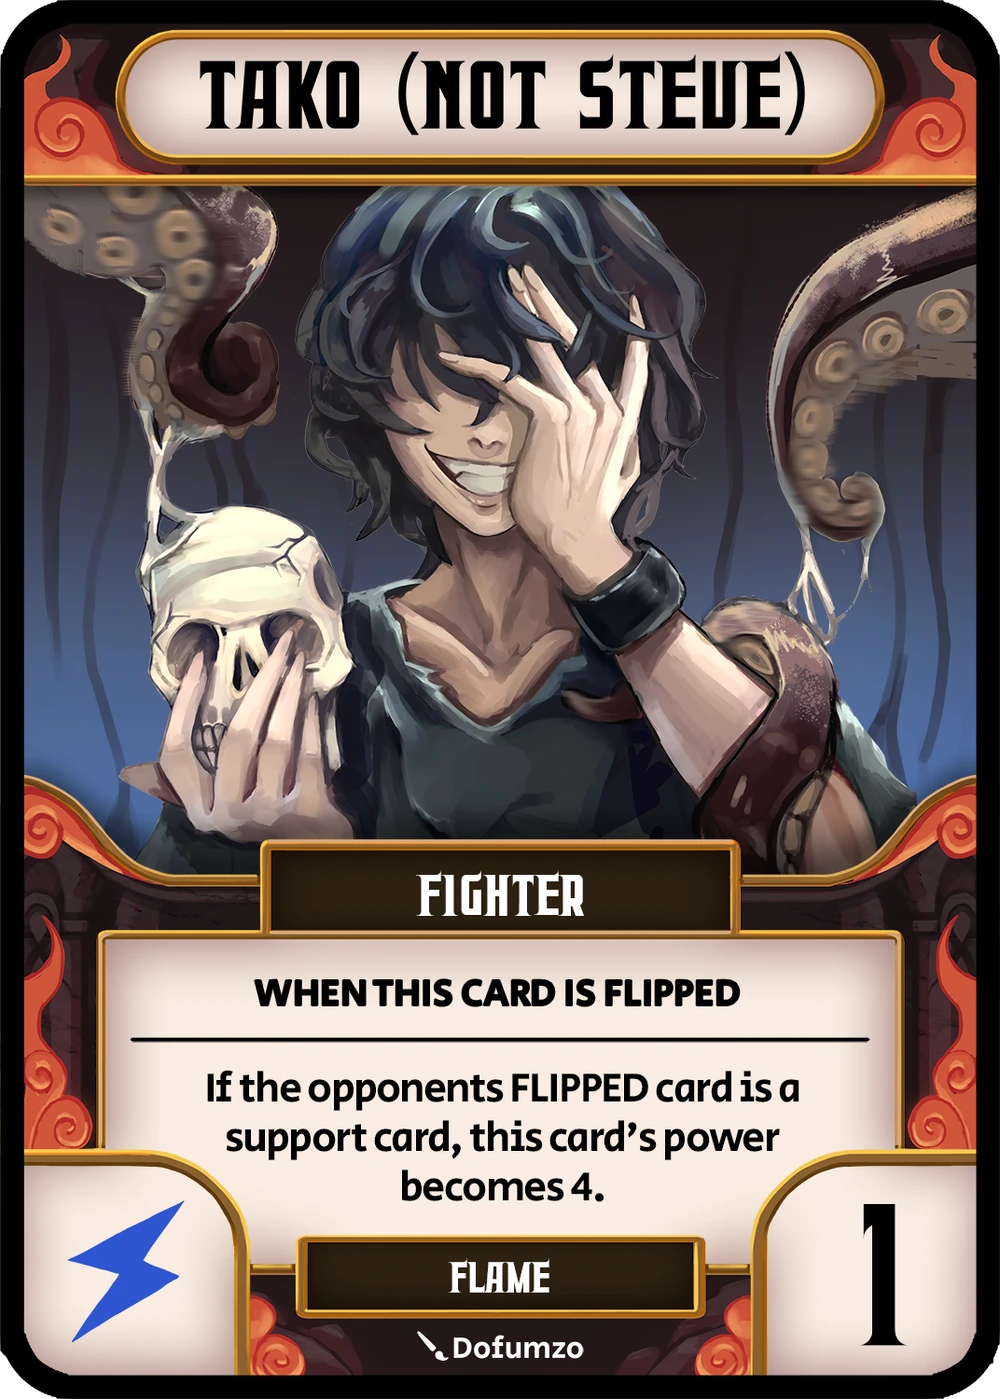 TAKO (NOT STEVE)
FIGHTER
WHEN THIS CARD IS FLIPPED
If the opponents FLIPPED card is a
support card, this card’s power
becomes 4.
1
FLAME
Dofumzo